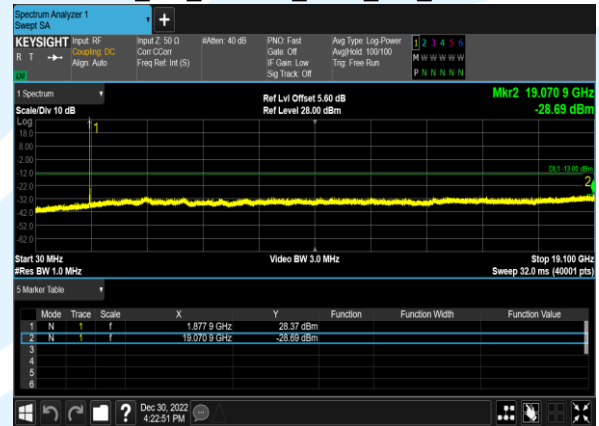 Spectrum Analyzer 1
Swept SA
KEYSIGHT Input: RF Input Z: 50 Ω #Atten: 40 dB PNO: Fast Avg Type: Log-Power 1 2 3 4 5 6
R T Coupling: DC Corr CCorr Gate: Off Avg|Hold: 100/100 M W W W W W
Align: Auto Freq Ref: Int (S) IF Gain: Low Trig: Free Run P N N N N N
LW Sig Track: Off
1 Spectrum Ref Lvl Offset 5.60 dB Mkr2 19.070 9 GHz
Scale/Div 10 dB Ref Level 28.00 dBm -28.69 dBm
Log
18.0 1
8.00
-2.00
-12.0 DL1 -13.00 dBm
-22.0 2
-32.0
-42.0
-52.0
-62.0
Start 30 MHz Video BW 3.0 MHz Stop 19.100 GHz
#Res BW 1.0 MHz Sweep 32.0 ms (40001 pts)
5 Marker Table
Mode Trace Scale X Y Function Function Width Function Value
1 N 1 f 1.877 9 GHz 28.37 dBm
2 N 1 f 19.070 9 GHz -28.69 dBm
3
4
5
6
? Dec 30, 2022
4:22:51 PM